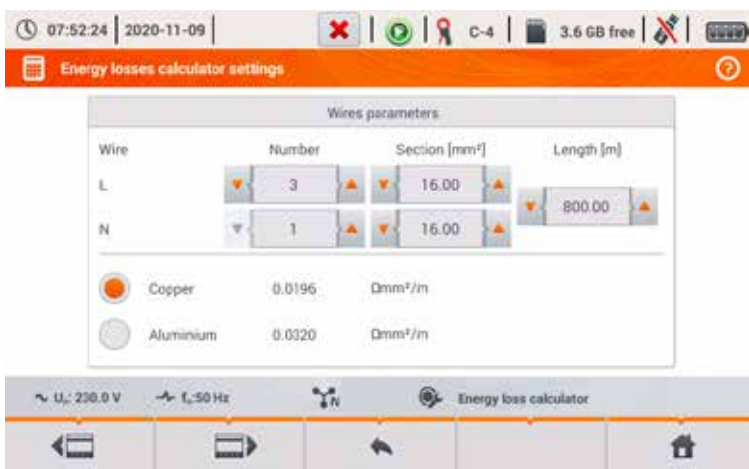 07:52:24 2020-11-09 C-4 3.6 GB free
Energy losses calculator settings ?
Wires parameters
Wire Number Section [mm²] Length [m]
L 3 16.00
800.00
N 1 16.00
Copper 0.0196 Ωmm²/m
Aluminium 0.0320 Ωmm²/m
Uₙ: 230.0 V fₙ:50 Hz N Energy loss calculator